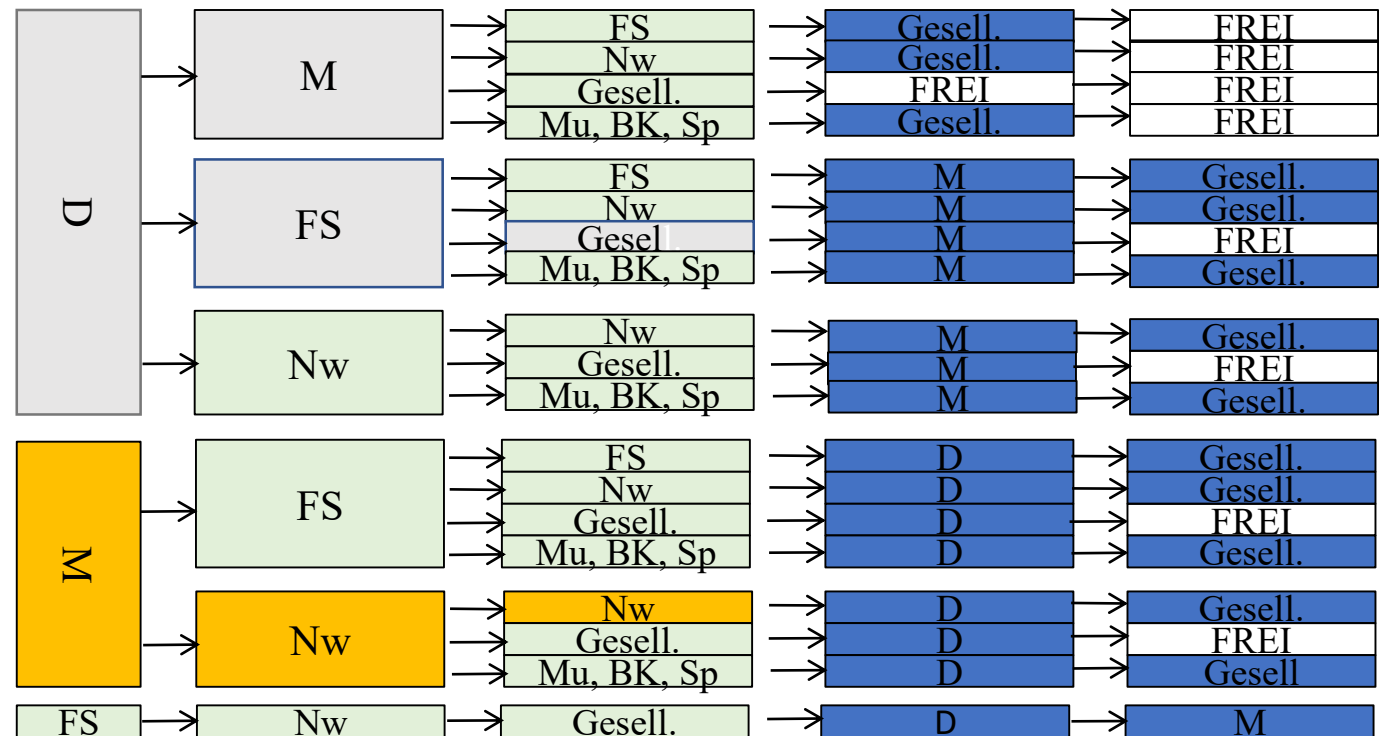 D
M
FS
Gesell.
FREI
Nw
Gesell.
FREI
Gesell.
FREI
FREI
Mu, BK, Sp
Gesell.
FREI
FS
FS
M
Gesell.
Nw
M
Gesell.
Gesell.
M
FREI
Mu, BK, Sp
M
Gesell.
Nw
Nw
M
Gesell.
Gesell.
M
FREI
Mu, BK, Sp
M
Gesell.
M
FS
FS
D
Gesell.
Nw
D
Gesell.
Gesell.
D
FREI
Mu, BK, Sp
D
Gesell.
Nw
Nw
D
Gesell.
Gesell.
D
FREI
Mu, BK, Sp
D
Gesell
FS
Nw
Gesell.
D
M